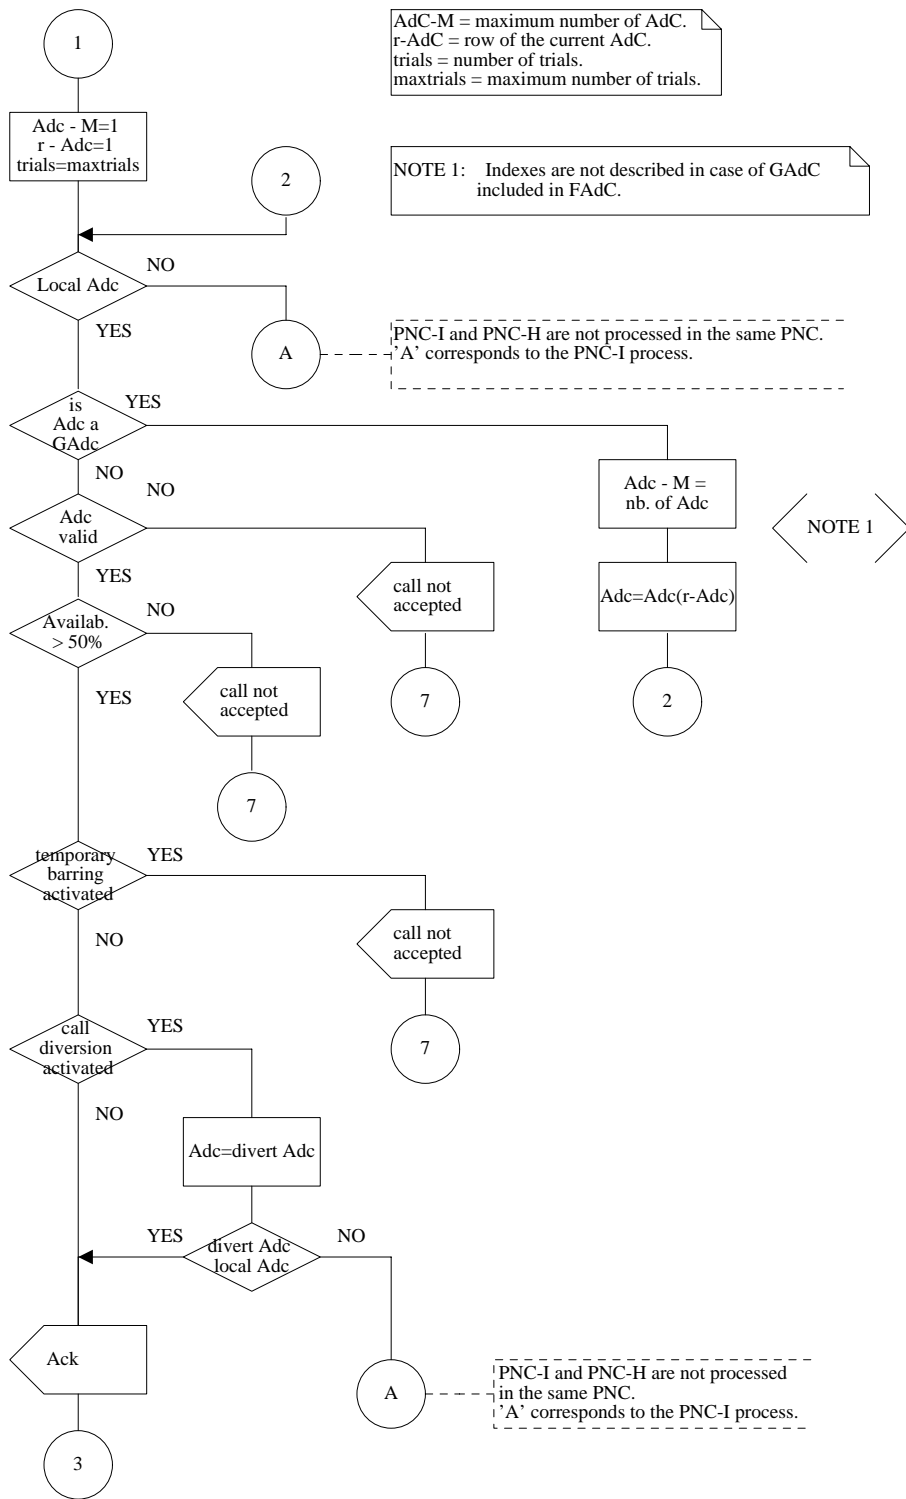 1
AdC-M = maximum number of AdC.
r-AdC = row of the current AdC.
trials = number of trials.
maxtrials = maximum number of trials.
Adc - M=1
r - Adc=1
trials=maxtrials
2
NOTE 1: Indexes are not described in case of GAdC
included in FAdC.
NO
Local Adc
YES
A
PNC-I and PNC-H are not processed in the same PNC.
'A' corresponds to the PNC-I process.
YES
is
Adc a
GAdc
NO
Adc - M =
nb. of Adc
NO
Adc
valid
NOTE 1
YES
call not
accepted
Adc=Adc(r-Adc)
NO
Availab.
> 50%
YES
call not
accepted
7
2
7
YES
temporary
barring
activated
NO
call not
accepted
YES
call
diversion
activated
7
NO
Adc=divert Adc
YES
NO
divert Adc
local Adc
Ack
A
PNC-I and PNC-H are not processed
in the same PNC.
'A' corresponds to the PNC-I process.
3